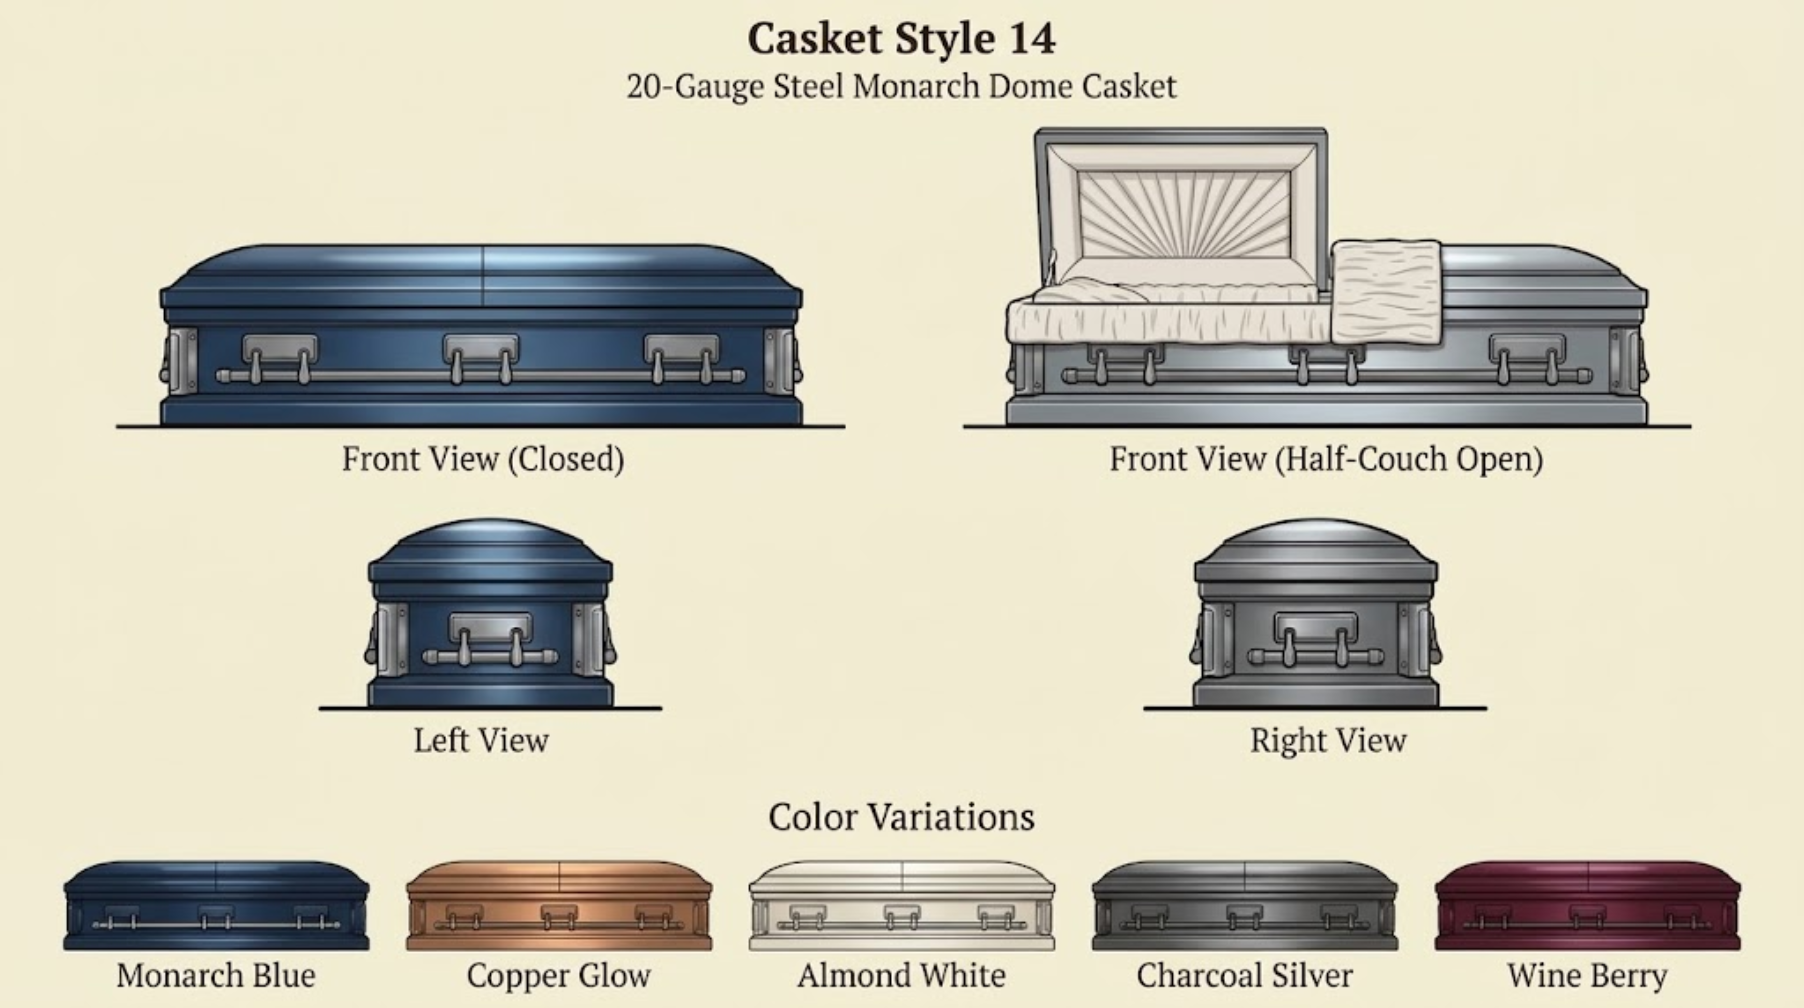 Casket Style 14
20-Gauge Steel Monarch Dome Casket
Front View (Closed)
Front View (Half-Couch Open)
Left View
Right View
Color Variations
Monarch Blue
Copper Glow
Almond White
Charcoal Silver
Wine Berry